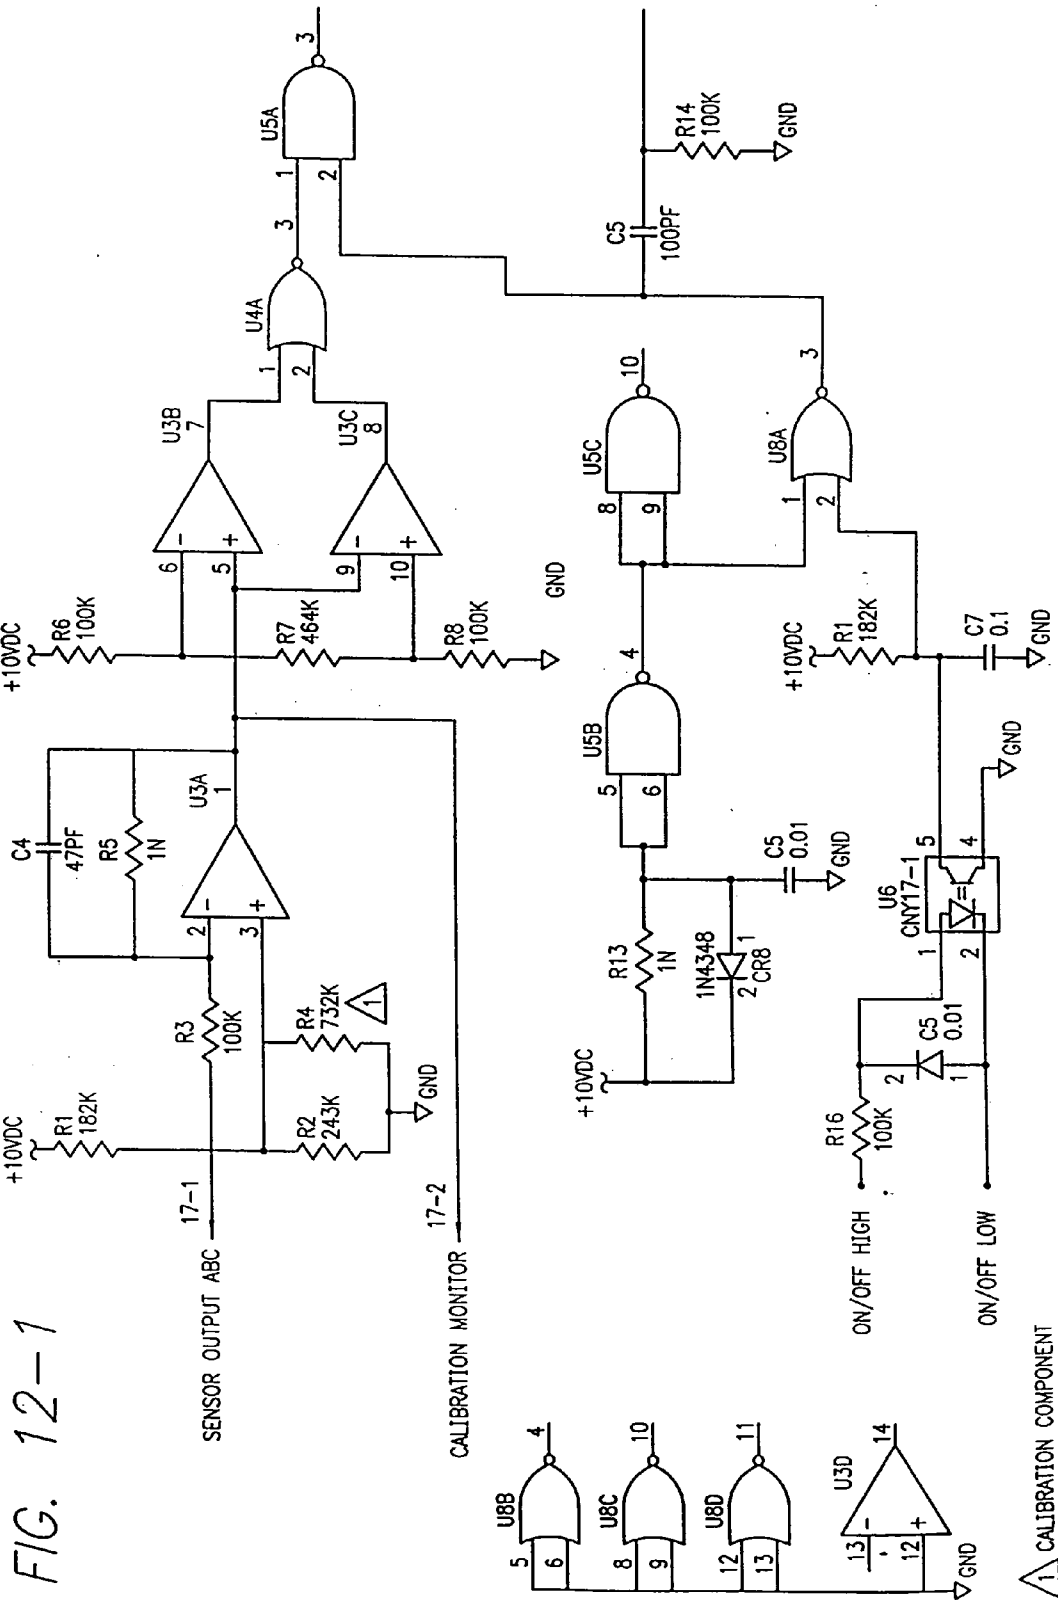 FIG. 12-1
+10VDC
R1
182K
17-1
SENSOR OUTPUT ABC
R3
100K
2
3
C4
47PF
R5
1N
U3A
1
R2
243K
R4
732K
1
GND
17-2
CALIBRATION MONITOR
+10VDC
R6
100K
R7
464K
R8
100K
GND
6
5
-
+
U3B
7
9
10
-
+
U3C
8
1
2
U4A
3
1
2
U5A
3
+10VDC
R13
1N
1N4348
2
1
CR8
C5
0.01
GND
5
6
U5B
4
8
9
U5C
10
1
2
U8A
3
C5
100PF
R14
100K
GND
+10VDC
R1
182K
C7
0.1
GND
ON/OFF HIGH
R16
100K
ON/OFF LOW
2
1
C5
0.01
1
2
U6
CNY17-1
5
4
GND
U8B
5
6
4
U8C
8
9
10
U8D
12
13
11
U3D
13
12
-
+
14
GND
1 CALIBRATION COMPONENT
-
+